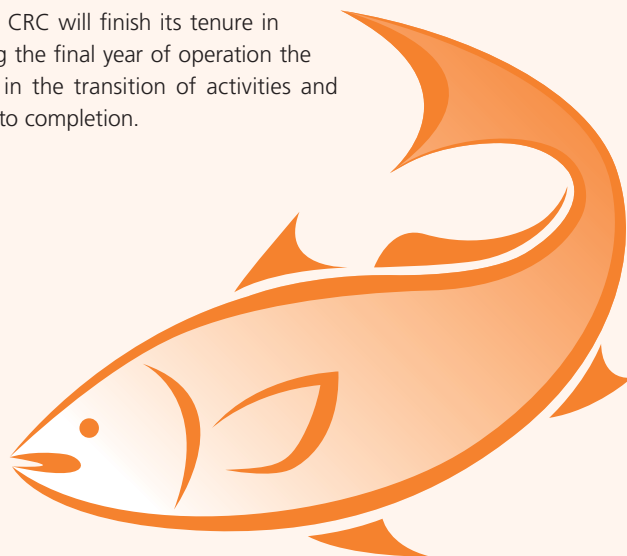 CRC will finish its tenure in
g the final year of operation the
in the transition of activities and
to completion.